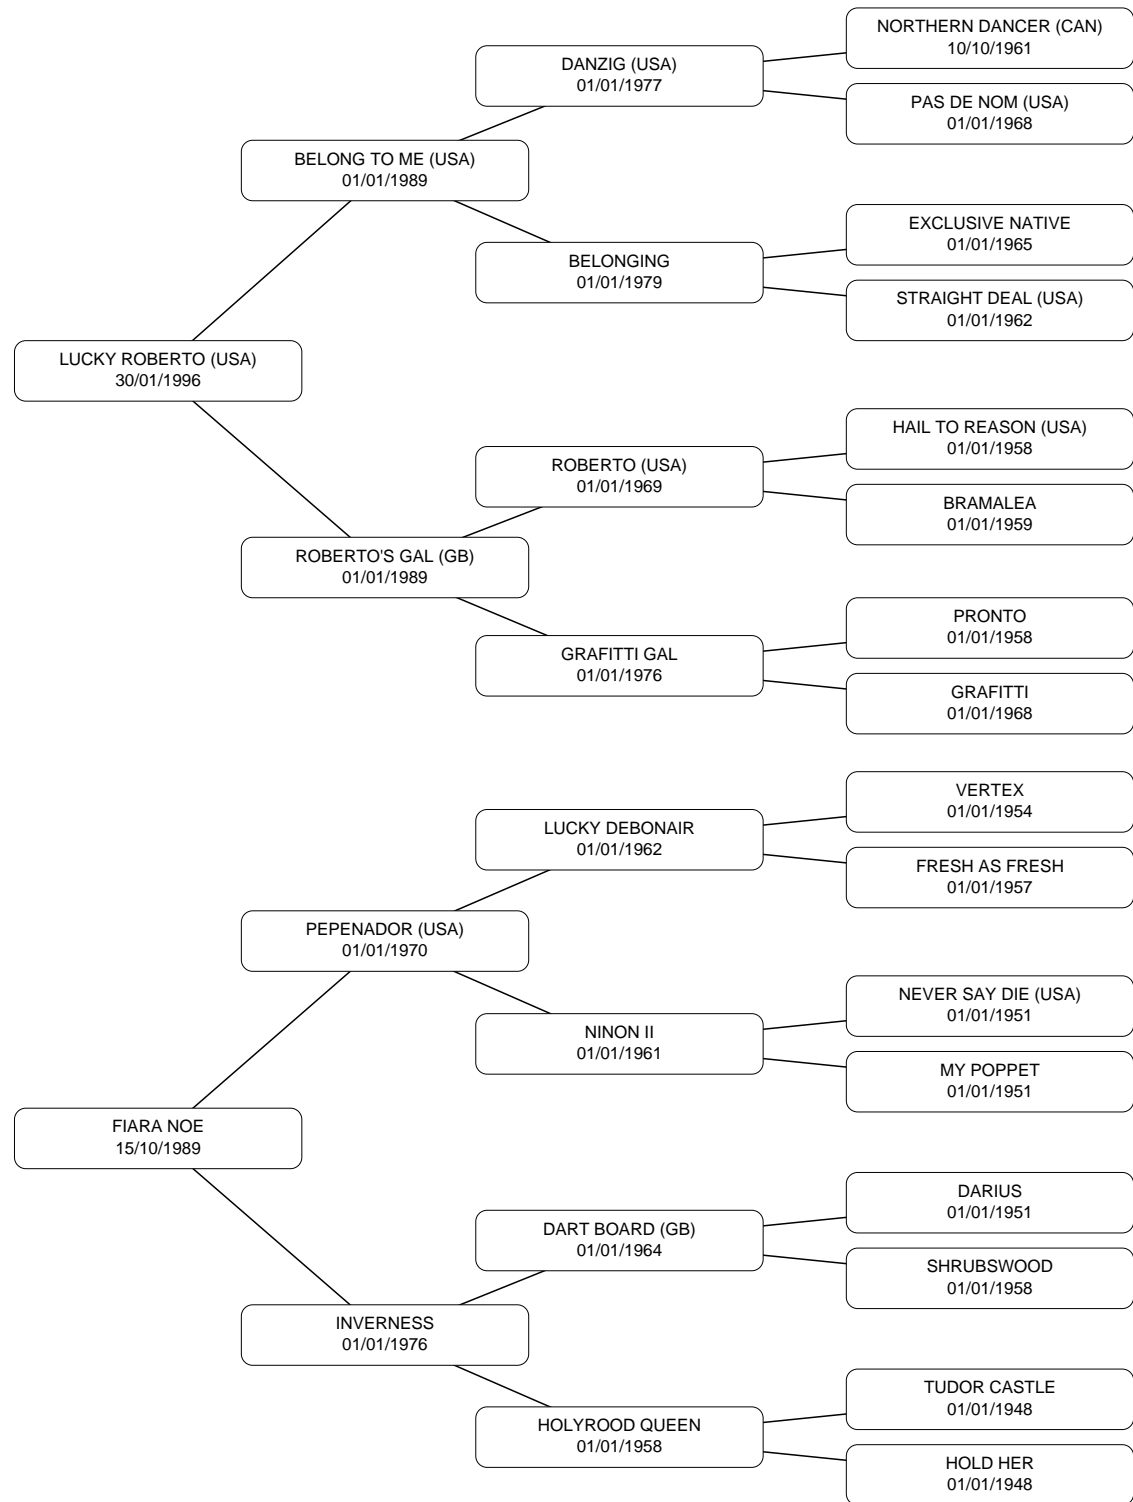 NORTHERN DANCER (CAN)
10/10/1961
DANZIG (USA)
01/01/1977
PAS DE NOM (USA)
01/01/1968
BELONG TO ME (USA)
01/01/1989
EXCLUSIVE NATIVE
01/01/1965
BELONGING
01/01/1979
STRAIGHT DEAL (USA)
01/01/1962
LUCKY ROBERTO (USA)
30/01/1996
HAIL TO REASON (USA)
01/01/1958
ROBERTO (USA)
01/01/1969
BRAMALEA
01/01/1959
ROBERTO'S GAL (GB)
01/01/1989
PRONTO
01/01/1958
GRAFITTI GAL
01/01/1976
GRAFITTI
01/01/1968
VERTEX
01/01/1954
LUCKY DEBONAIR
01/01/1962
FRESH AS FRESH
01/01/1957
PEPENADOR (USA)
01/01/1970
NEVER SAY DIE (USA)
01/01/1951
NINON II
01/01/1961
MY POPPET
01/01/1951
FIARA NOE
15/10/1989
DARIUS
01/01/1951
DART BOARD (GB)
01/01/1964
SHRUBSWOOD
01/01/1958
INVERNESS
01/01/1976
TUDOR CASTLE
01/01/1948
HOLYROOD QUEEN
01/01/1958
HOLD HER
01/01/1948